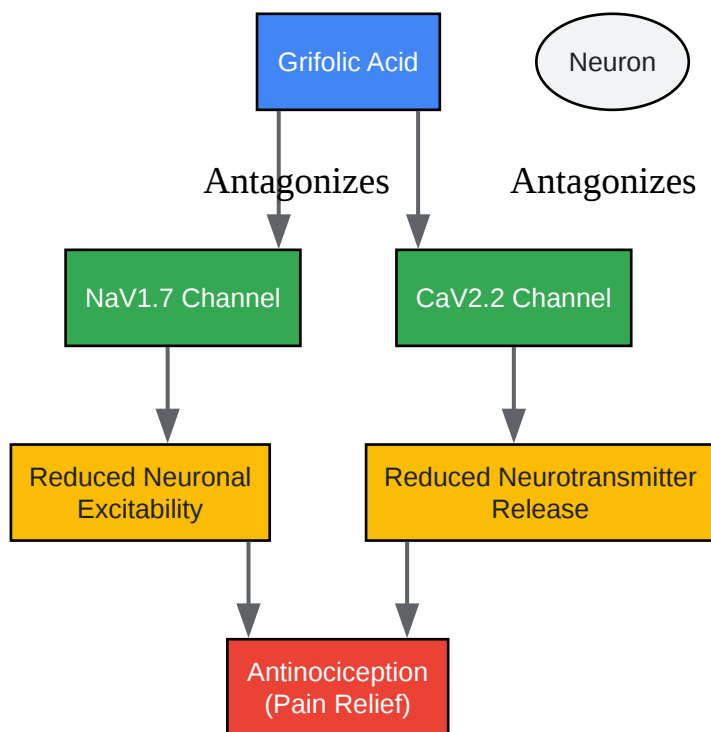 Grifolic Acid
Neuron
Antagonizes
Antagonizes
NaV1.7 Channel
CaV2.2 Channel
Reduced Neuronal
Excitability
Reduced Neurotransmitter
Release
Antinociception
(Pain Relief)